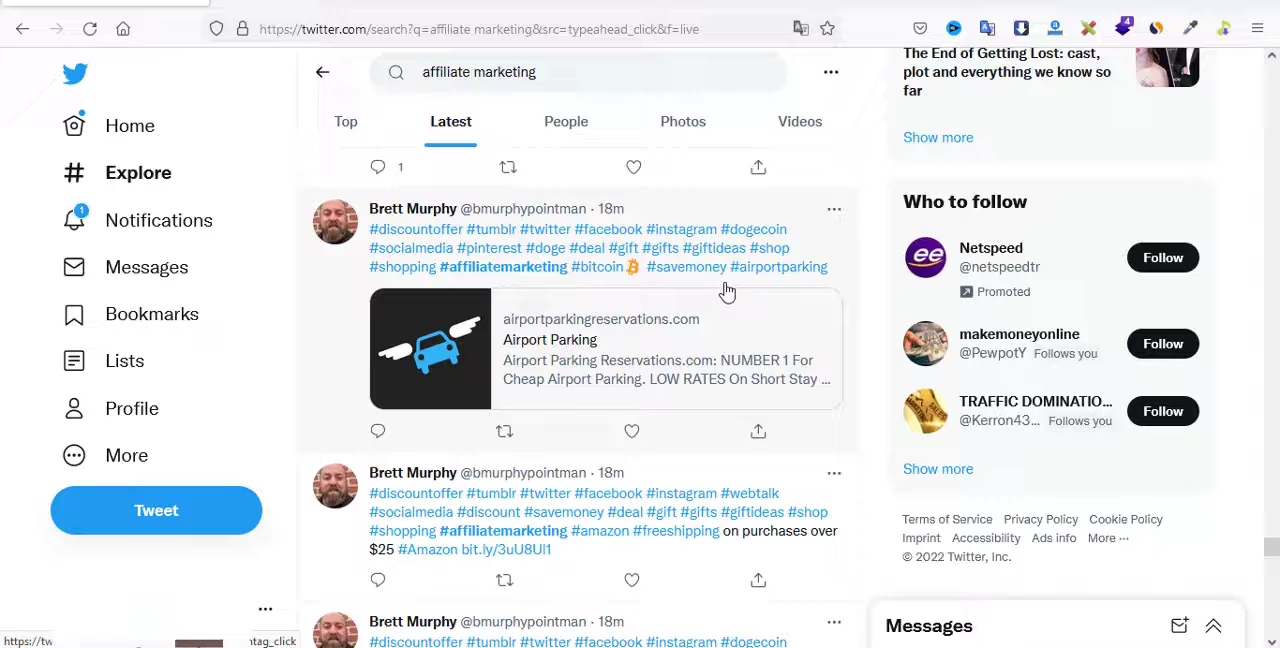 https://twitter.com/search?q=affiliate marketing&src=typeahead_click&f=live
4
Home
Explore
1
Notifications
Messages
Bookmarks
Lists
Profile
More
Tweet
https://tw
ntag_click
affiliate marketing
Top
Latest
People
Photos
Videos
1
Brett Murphy @bmurphypointman · 18m
#discountoffer #tumblr #twitter #facebook #instagram #dogecoin
#socialmedia #pinterest #doge #deal #gift #gifts #giftideas #shop
#shopping #affiliatemarketing #bitcoin #savemoney #airportparking
airportparkingreservations.com
Airport Parking
Airport Parking Reservations.com: NUMBER 1 For
Cheap Airport Parking. LOW RATES On Short Stay ...
Brett Murphy @bmurphypointman · 18m
#discountoffer #tumblr #twitter #facebook #instagram #webtalk
#socialmedia #discount #savemoney #deal #gift #gifts #giftideas #shop
#shopping #affiliatemarketing #amazon #freeshipping on purchases over
$25 #Amazon bit.ly/3uU8Ul1
Brett Murphy @bmurphypointman · 18m
#discountoffer #tumblr #twitter #facebook #instagram #dogecoin
The End of Getting Lost: cast,
plot and everything we know so
far
Show more
Who to follow
Netspeed
@netspeedtr
Promoted
Follow
makemoneyonline
@PewpotY Follows you
Follow
TRAFFIC DOMINATIO...
@Kerron43... Follows you
Follow
Show more
Terms of Service Privacy Policy Cookie Policy
Imprint Accessibility Ads info More ···
© 2022 Twitter, Inc.
Messages